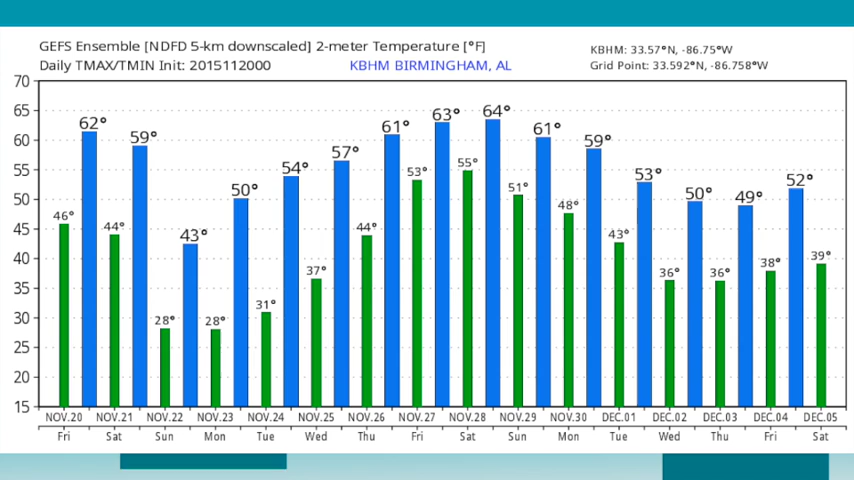 GEFS Ensemble [NDFD 5-km downscaled] 2-meter Temperature [°F]
Daily TMAX/TMIN Init: 2015112000
KBHM BIRMINGHAM, AL
KBHM: 33.57°N, -86.75°W
Grid Point: 33.592°N, -86.758°W
70
65
60
55
50
45
40
35
30
25
20
15
46° 62° 44° 59° 28° 43° 28° 50° 31° 54° 37° 57° 44° 61° 53° 63° 55° 64° 51° 61° 48° 59° 43° 53° 36° 50° 36° 49° 38° 52° 39°
NOV.20 NOV.21 NOV.22 NOV.23 NOV.24 NOV.25 NOV.26 NOV.27 NOV.28 NOV.29 NOV.30 DEC.01 DEC.02 DEC.03 DEC.04 DEC.05
Fri Sat Sun Mon Tue Wed Thu Fri Sat Sun Mon Tue Wed Thu Fri Sat